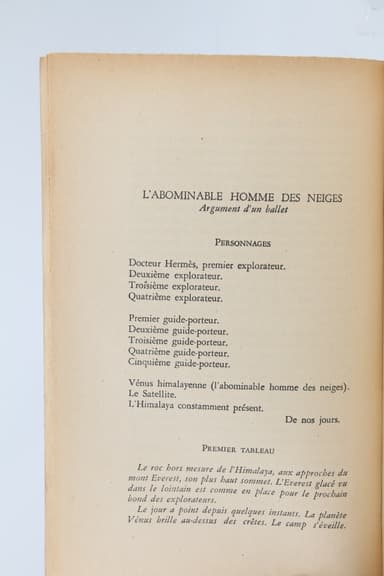 L'ABOMINABLE HOMME DES NEIGES
Argument d'un ballet
PERSONNAGES
Docteur Hermès, premier explorateur.
Deuxième explorateur.
Troisième explorateur.
Quatrième explorateur.
Premier guide-porteur.
Deuxième guide-porteur.
Troisième guide-porteur.
Quatrième guide-porteur.
Cinquième guide-porteur.
Vénus himalayenne (l'abominable homme des neiges).
Le Satellite.
L'Himalaya constamment présent.
De nos jours.
PREMIER TABLEAU
Le roc hors mesure de l'Himalaya, aux approches du
mont Everest, son plus haut sommet. L'Everest glacé vu
dans le lointain est comme en place pour le prochain
bond des explorateurs.
Le jour a point depuis quelques instants. La planète
Vénus brille au-dessus des crêtes. Le camp s'éveille.